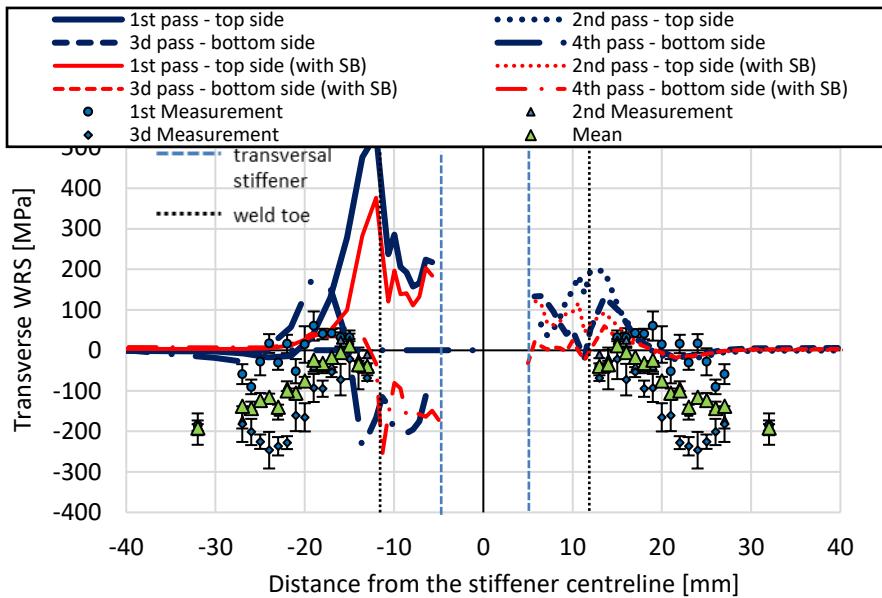 1st pass - top side
2nd pass - top side
3d pass - bottom side
4th pass - bottom side
1st pass - top side (with SB)
2nd pass - top side (with SB)
3d pass - bottom side (with SB)
4th pass - bottom side (with SB)
1st Measurement
2nd Measurement
3d Measurement
Mean
transversal
stiffener
weld toe
Transverse WRS [MPa]
500
400
300
200
100
0
-100
-200
-300
-400
-40 -30 -20 -10 0 10 20 30 40
Distance from the stiffener centreline [mm]